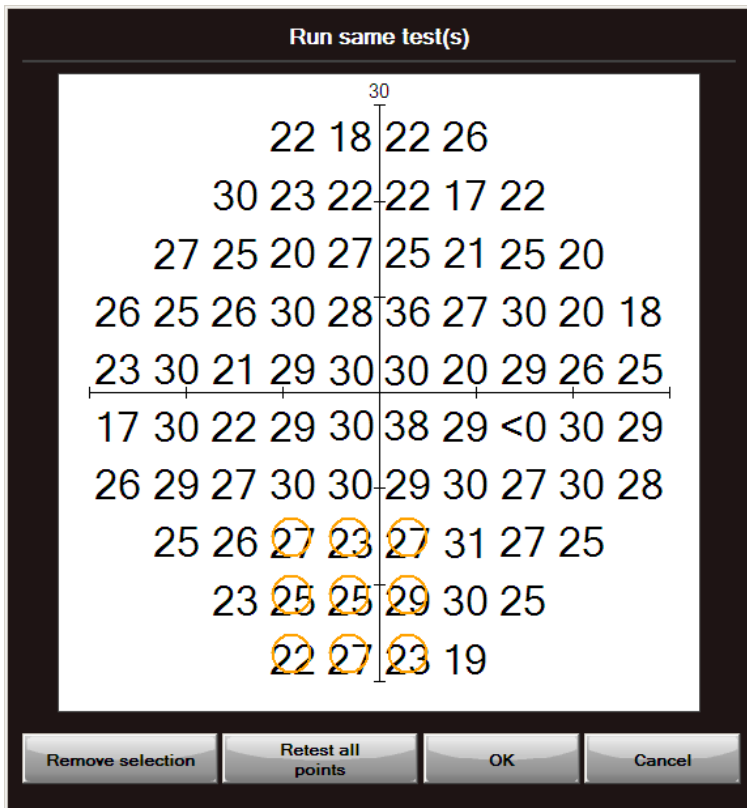 Run same test(s)
30
22 18 22 26
30 23 22 22 17 22
27 25 20 27 25 21 25 20
26 25 26 30 28 36 27 30 20 18
23 30 21 29 30 30 20 29 26 25
17 30 22 29 30 38 29 <0 30 29
26 29 27 30 30 29 30 27 30 28
25 26 27 23 27 31 27 25
23 25 25 29 30 25
22 27 23 19
Remove selection
Retest all
points
OK
Cancel